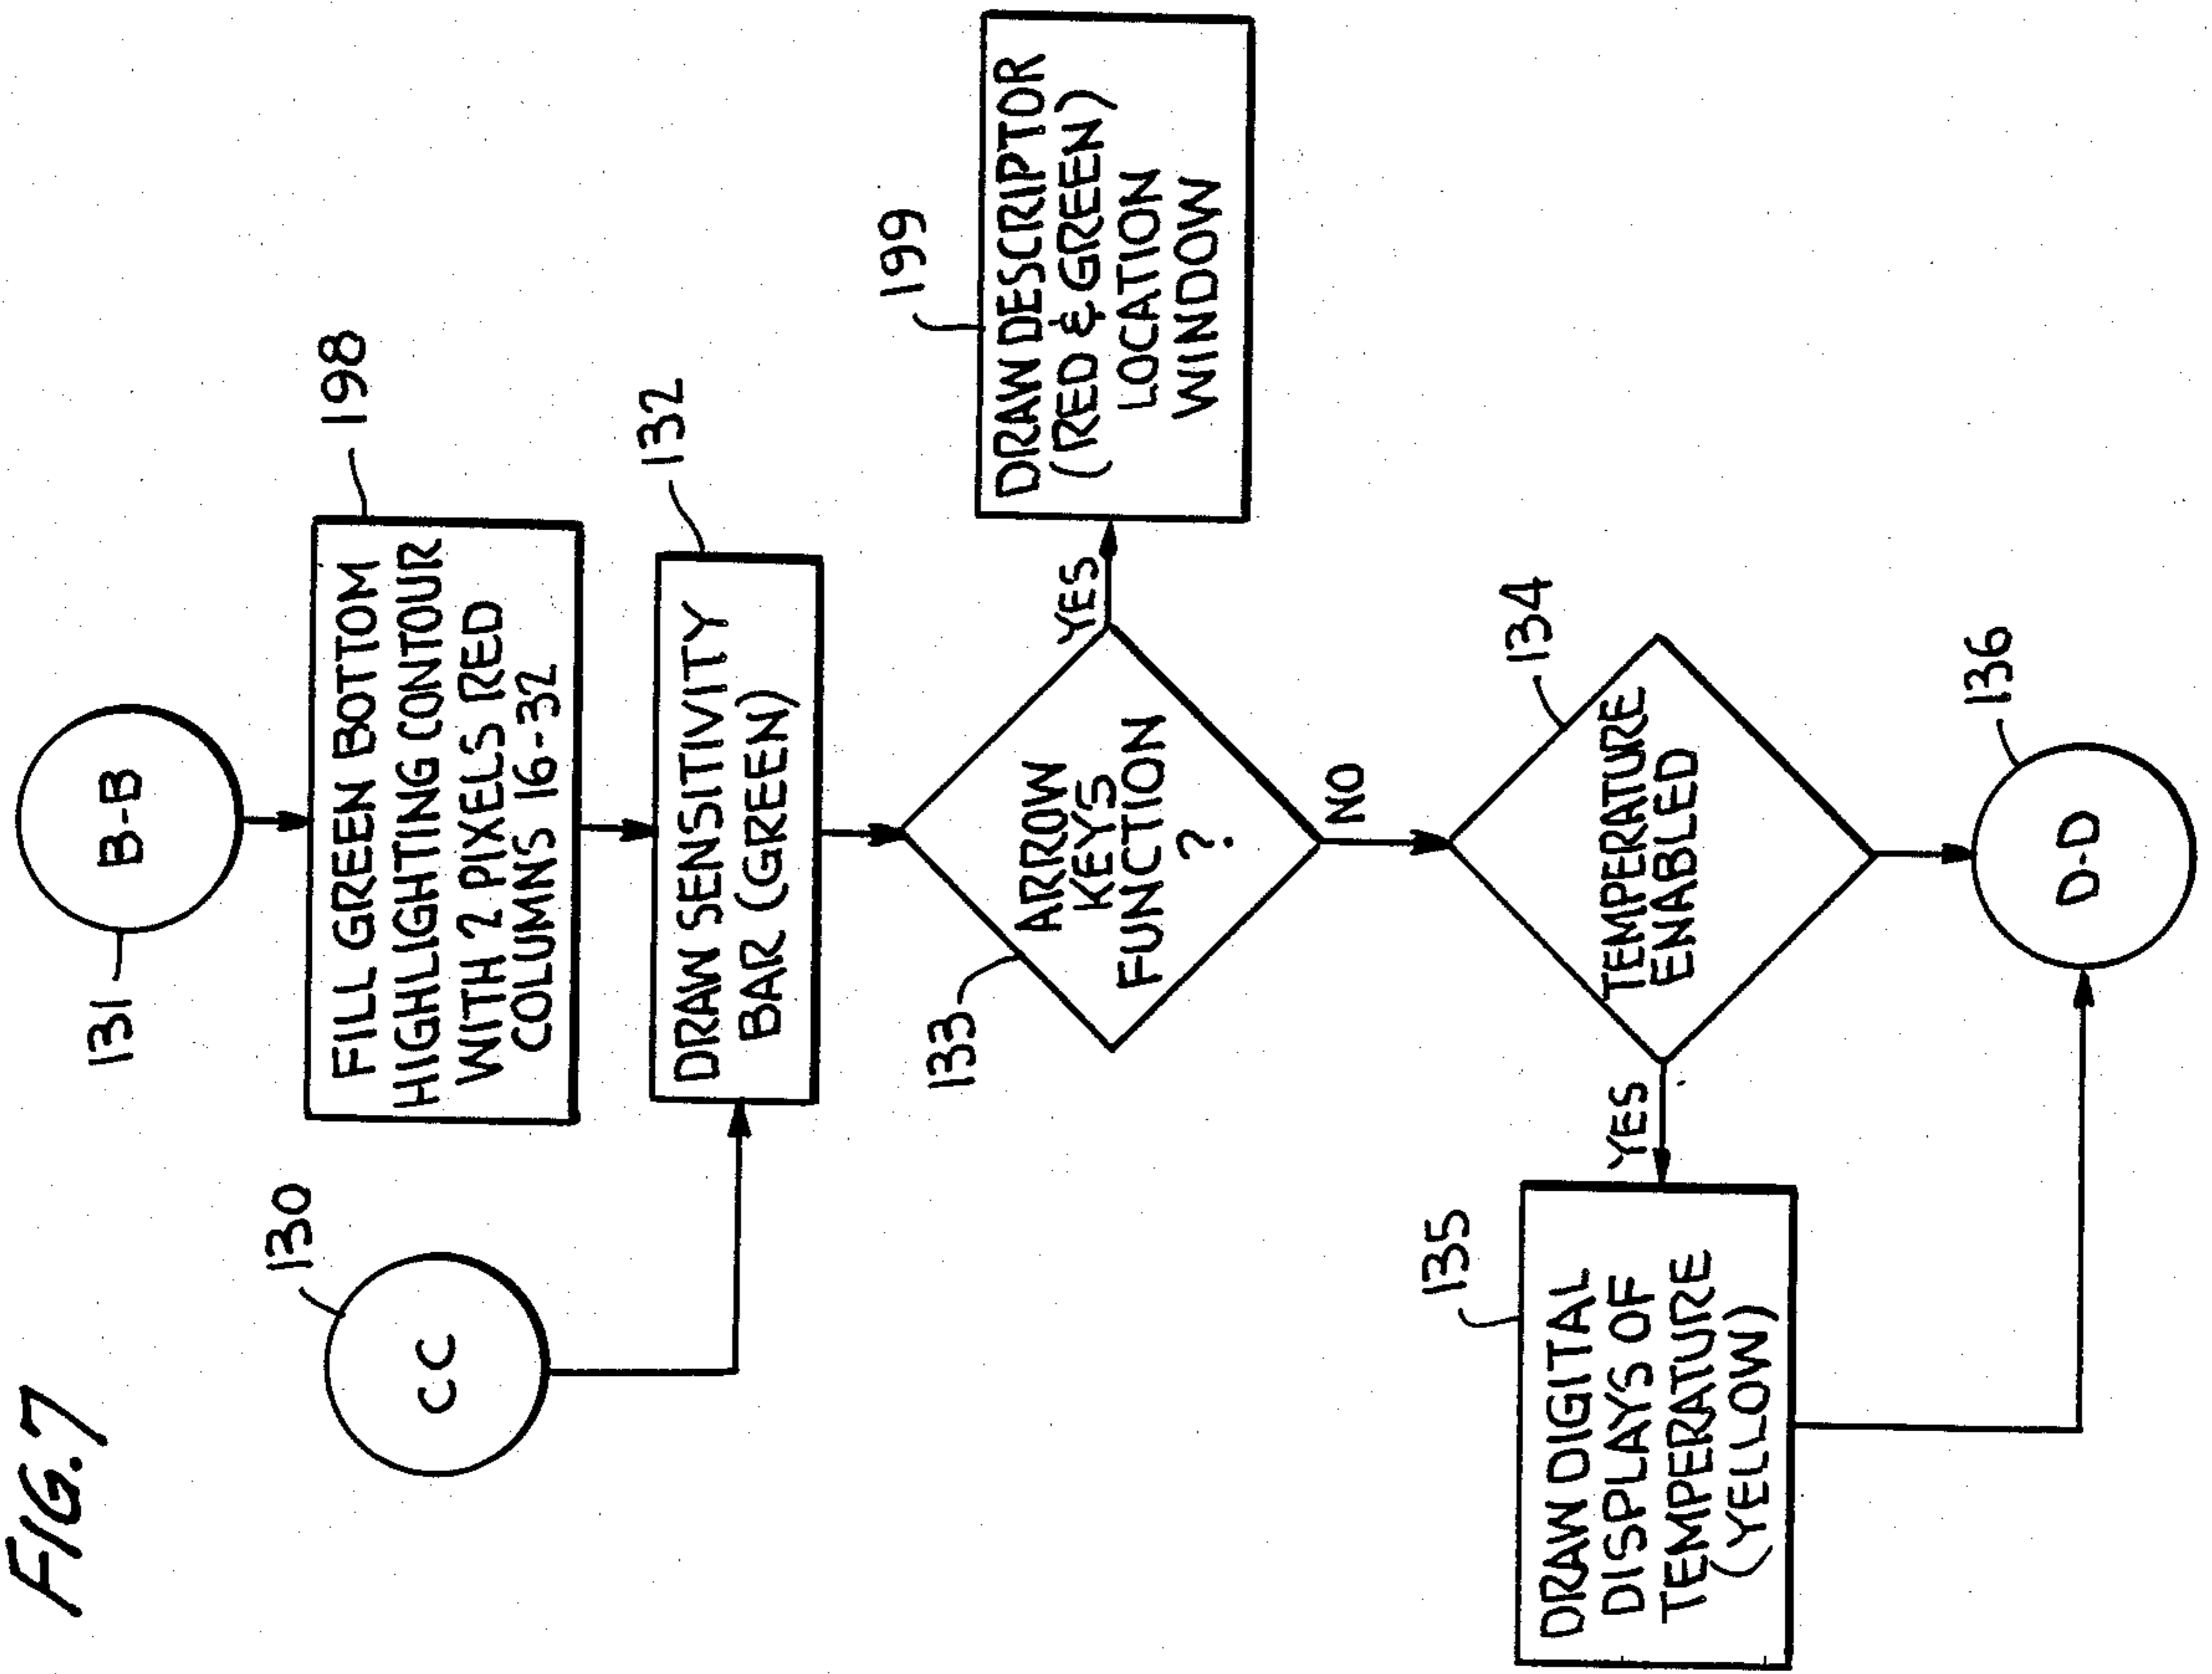 FIG. 7
131
B-B
198
FILL GREEN BOTTOM
HIGHLIGHTING CONTOUR
WITH 2 PIXELS RED
COLUMNS 16-32
130
CC
132
DRAW SENSITIVITY
BAR (GREEN)
133
ARROW
KEYS
FUNCTION
?
YES
199
DRAW DESCRIPTOR
(RED & GREEN)
LOCATION
WINDOW
NO
134
TEMPERATURE
ENABLED
YES
135
DRAW DIGITAL
DISPLAYS OF
TEMPERATURE
(YELLOW)
136
D-D